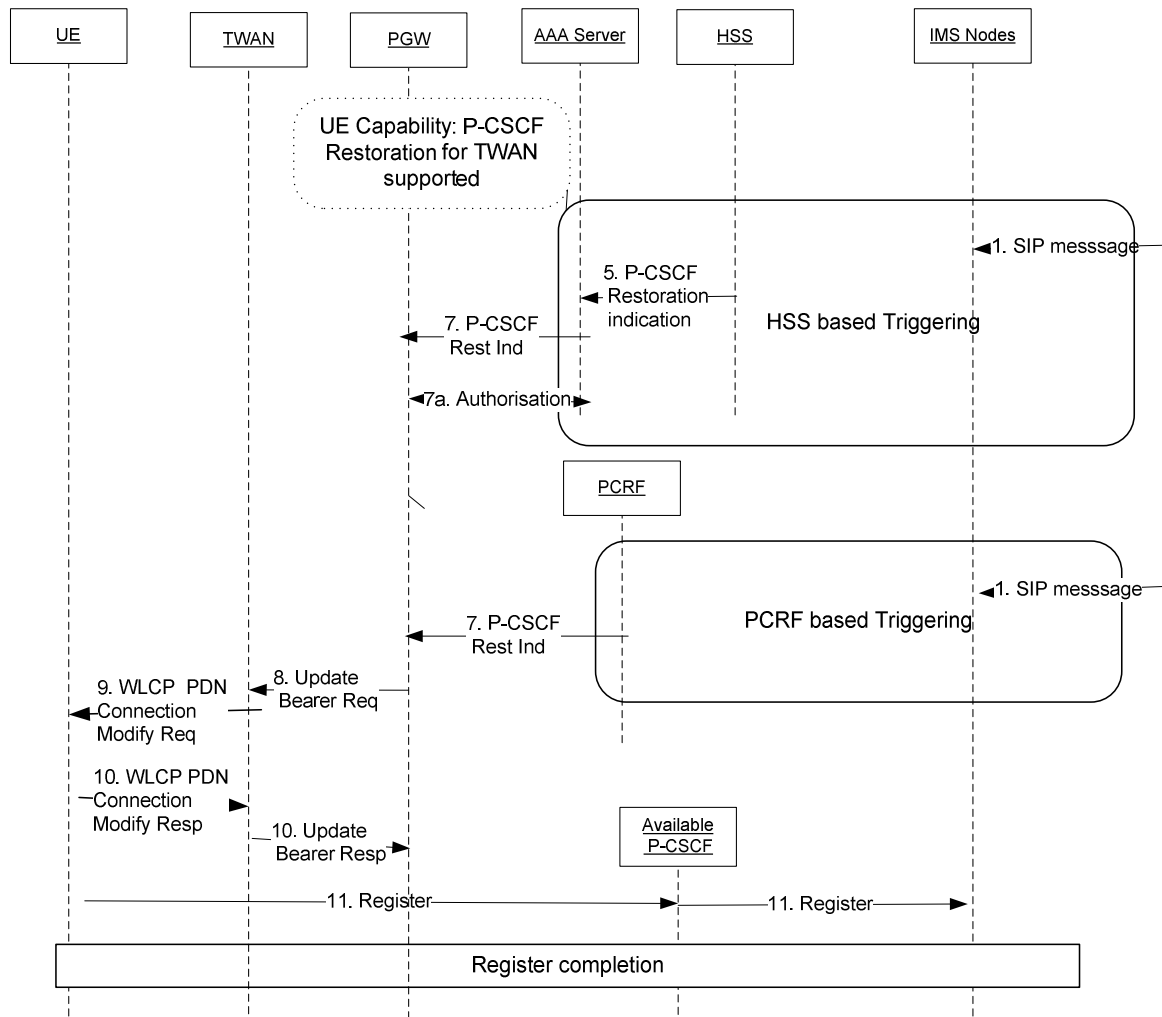 UE
TWAN
PGW
AAA Server
HSS
IMS Nodes
UE Capability: P-CSCF
Restoration for TWAN
supported
1. SIP messsage
5. P-CSCF
Restoration
indication
HSS based Triggering
7. P-CSCF
Rest Ind
7a. Authorisation
PCRF
1. SIP messsage
PCRF based Triggering
7. P-CSCF
Rest Ind
8. Update
Bearer Req
9. WLCP PDN
Connection
Modify Req
10. WLCP PDN
Connection
Modify Resp
10. Update
Bearer Resp
Available
P-CSCF
11. Register
11. Register
Register completion